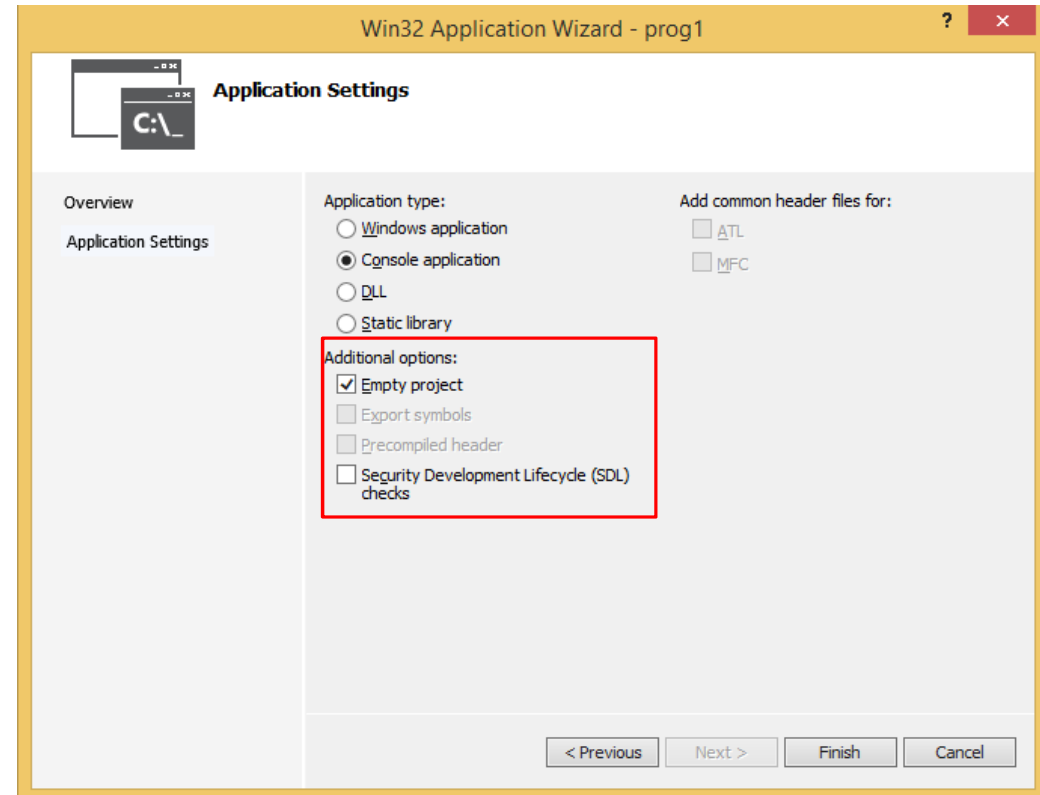 Win32 Application Wizard - prog1
?
C:\_
Application Settings
Overview
Application Settings
Application type:
Windows application
Console application
DLL
Static library
Additional options:
Empty project
Export symbols
Precompiled header
Security Development Lifecycle (SDL)
checks
Add common header files for:
ATL
MFC
< Previous
Next >
Finish
Cancel